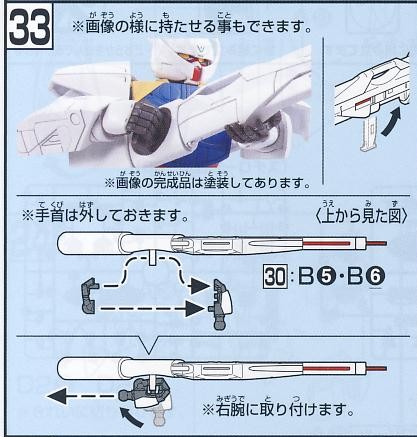 33
※画像の様に持たせる事もできます。
※画像の完成品は塗装してあります。
※手首は外しておきます。
〈上から見た図〉
30:B5・B6
※右腕に取り付けます。